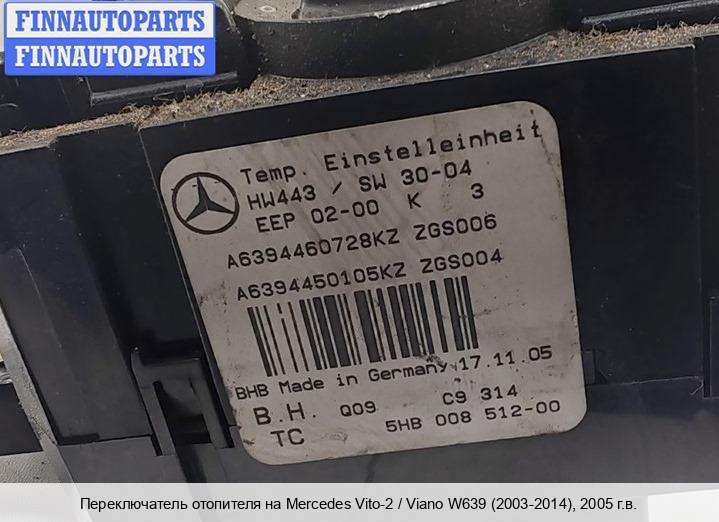 FINNAUTOPARTS
FINNAUTOPARTS
Temp. Einstelleinheit
HW443 / SW 30-04
EEP 02-00 K 3
A6394460728KZ ZGS006
A6394450105KZ ZGS004
BHB Made in Germany 17.11.05
B.H. Q09 C9 314
TC 5HB 008 512-00
Переключатель отопителя на Mercedes Vito-2 / Viano W639 (2003-2014), 2005 г.в.